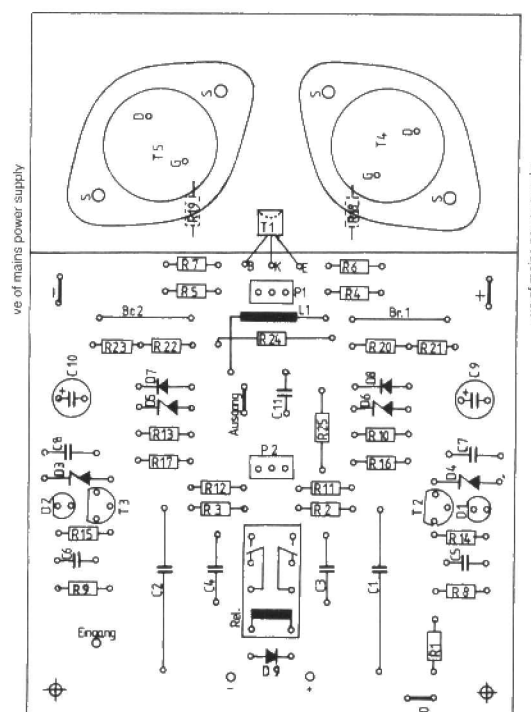 ve of mains power supply
S
S
D
D
T5
T4
G
G
S
S
R19
R18
T1
R7
B
K
E
R6
R5
P1
R4
+
Br.2
L1
Br.1
R24
R23
R22
R20
R21
C10
D7
D8
C9
+
D5
Ausgang
C11
D6
+
R13
R25
R10
C8
R17
P2
R16
C7
D3
D4
R12
R11
D2
T3
R3
R2
T2
D1
R15
R14
C6
C2
C4
C3
C1
C5
R9
R8
Rel.
Eingang
R1
D9
-
+